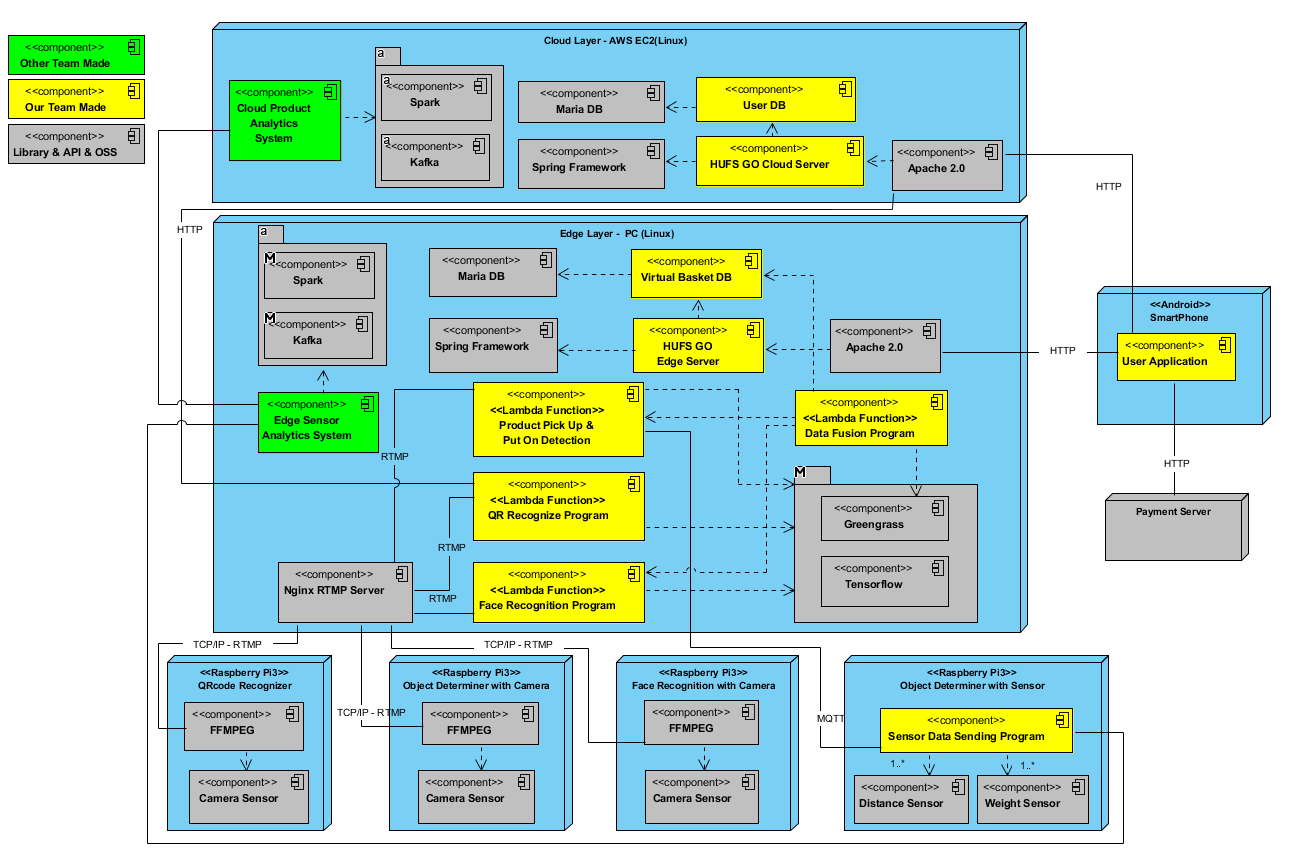 <<component>>
Other Team Made
<<component>>
Our Team Made
<<component>>
Library & API & OSS
Cloud Layer - AWS EC2(Linux)
<<component>>
Cloud Product
Analytics
System
a
a
<<component>>
Spark
a
<<component>>
Kafka
<<component>>
Maria DB
<<component>>
User DB
<<component>>
Spring Framework
<<component>>
HUFS GO Cloud Server
<<component>>
Apache 2.0
HTTP
HTTP
Edge Layer - PC (Linux)
a
M
<<component>>
Spark
M
<<component>>
Kafka
<<component>>
Maria DB
<<component>>
Virtual Basket DB
<<component>>
Spring Framework
<<component>>
HUFS GO
Edge Server
<<component>>
Apache 2.0
HTTP
<<Android>>
SmartPhone
<<component>>
User Application
HTTP
Payment Server
<<component>>
Edge Sensor
Analytics System
RTMP
<<component>>
<<Lambda Function>>
Product Pick Up &
Put On Detection
<<component>>
<<Lambda Function>>
Data Fusion Program
<<component>>
<<Lambda Function>>
QR Recognize Program
M
<<component>>
Greengrass
<<component>>
Tensorflow
RTMP
RTMP
<<component>>
Nginx RTMP Server
<<component>>
<<Lambda Function>>
Face Recognition Program
TCP/IP - RTMP
TCP/IP - RTMP
TCP/IP - RTMP
MQTT
<<Raspberry Pi3>>
QRcode Recognizer
<<component>>
FFMPEG
<<component>>
Camera Sensor
<<Raspberry Pi3>>
Object Determiner with Camera
<<component>>
FFMPEG
<<component>>
Camera Sensor
<<Raspberry Pi3>>
Face Recognition with Camera
<<component>>
FFMPEG
<<component>>
Camera Sensor
<<Raspberry Pi3>>
Object Determiner with Sensor
<<component>>
Sensor Data Sending Program
1..*
1..*
<<component>>
Distance Sensor
<<component>>
Weight Sensor